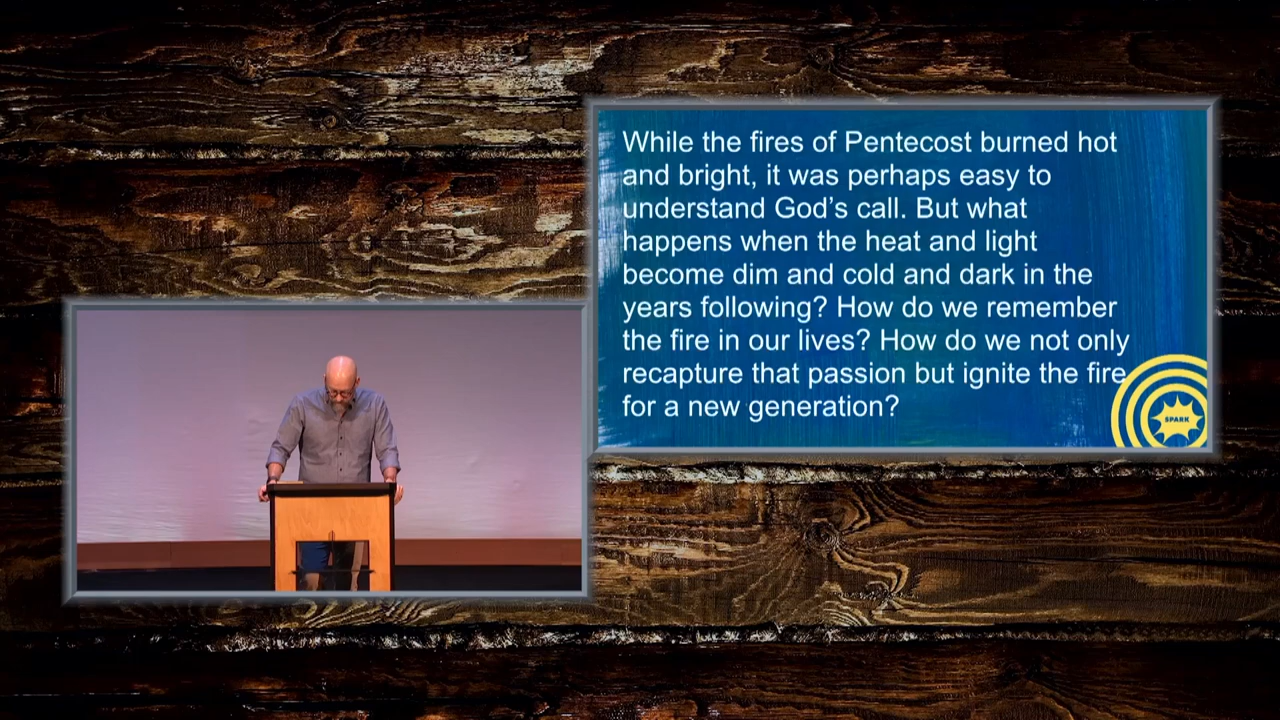 While the fires of Pentecost burned hot
and bright, it was perhaps easy to
understand God’s call. But what
happens when the heat and light
become dim and cold and dark in the
years following? How do we remember
the fire in our lives? How do we not only
recapture that passion but ignite the fire
for a new generation?
SPARK